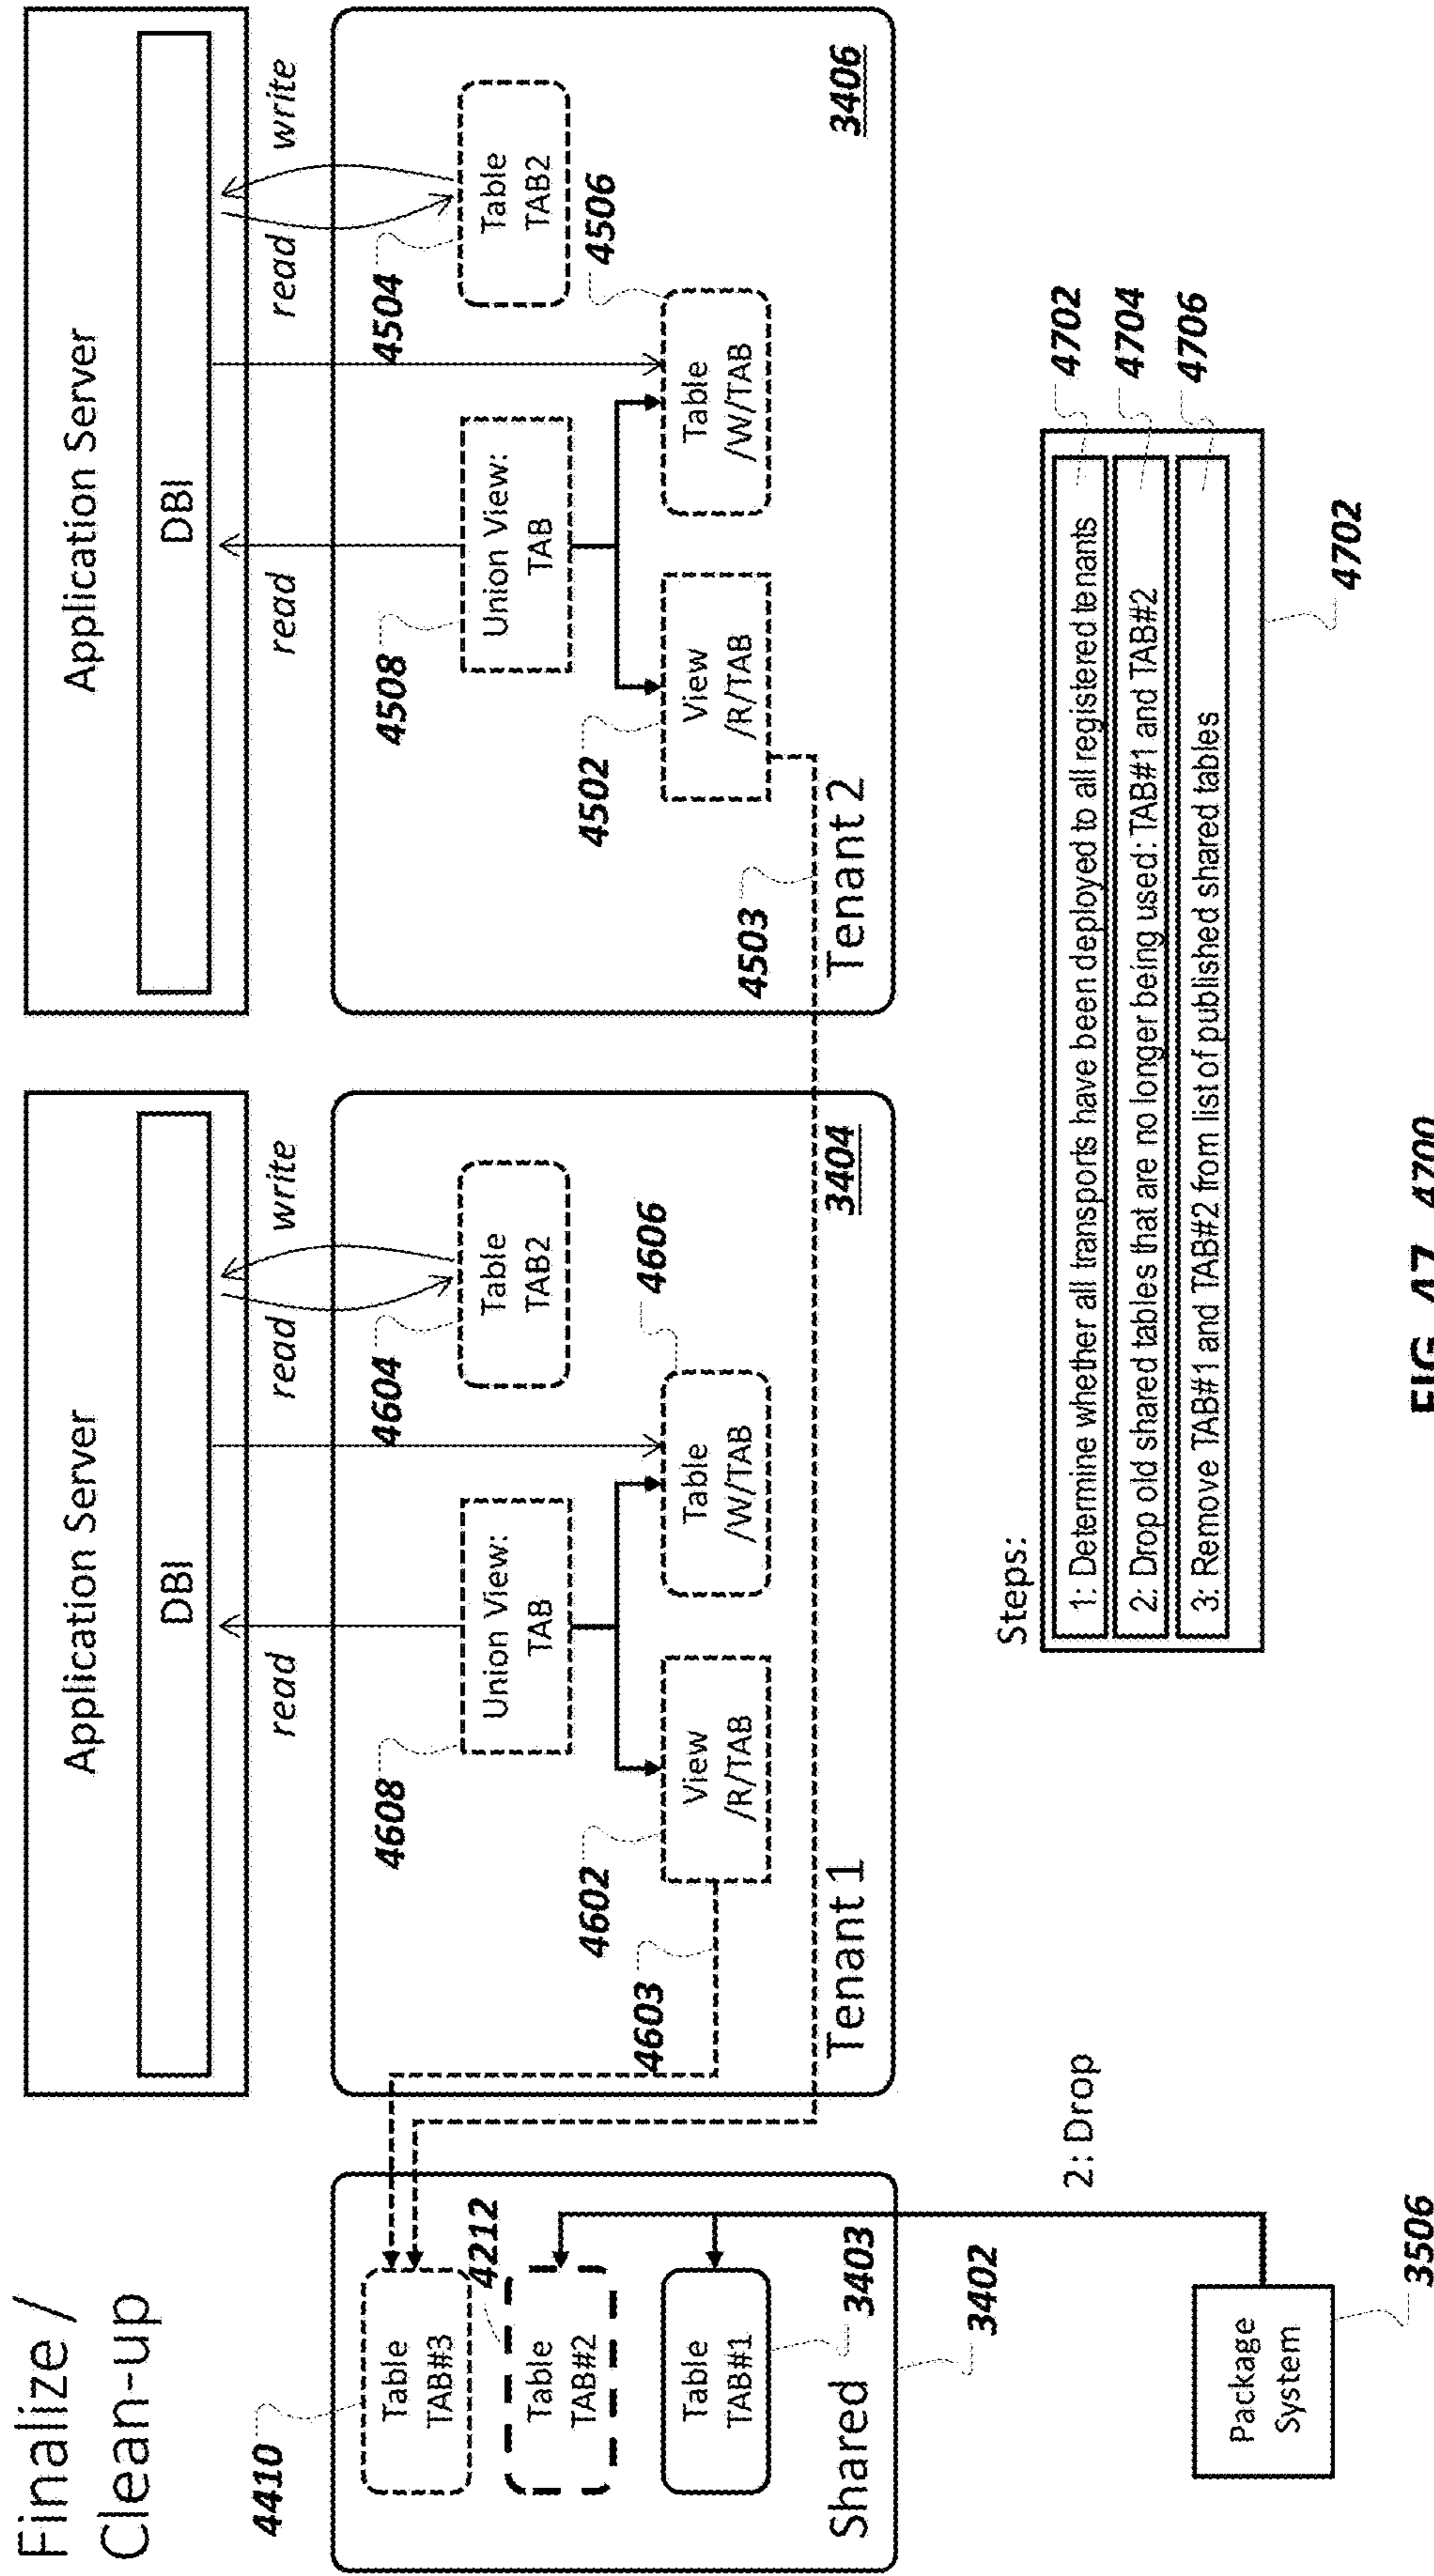 Finalize /
Clean-up
Application Server
DBI
Application Server
DBI
read
read
write
read
read
write
4410
Table
TAB#3
4212
Table
TAB#2
Table
TAB#1
3403
Shared
3402
4608
Union View:
TAB
4604
Table
TAB2
4602
View
/R/TAB
Table
/W/TAB
4606
4603
Tenant 1
3404
4508
Union View:
TAB
4504
Table
TAB2
4502
View
/R/TAB
Table
/W/TAB
4506
4503
Tenant 2
3406
2: Drop
Package
System
3506
Steps:
1: Determine whether all transports have been deployed to all registered tenants
4702
2: Drop old shared tables that are no longer being used: TAB#1 and TAB#2
4704
3: Remove TAB#1 and TAB#2 from list of published shared tables
4706
4702
FIG. 47 4700